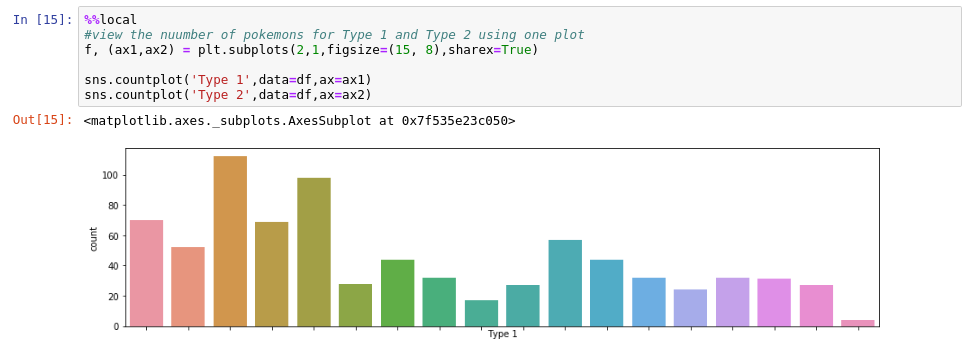 In [15]: %%local
#view the nuumber of pokemons for Type 1 and Type 2 using one plot
f, (ax1,ax2) = plt.subplots(2,1,figsize=(15, 8),sharex=True)
sns.countplot('Type 1',data=df,ax=ax1)
sns.countplot('Type 2',data=df,ax=ax2)
Out[15]: <matplotlib.axes._subplots.AxesSubplot at 0x7f535e23c050>
100
80
60
40
20
0
count
Type 1